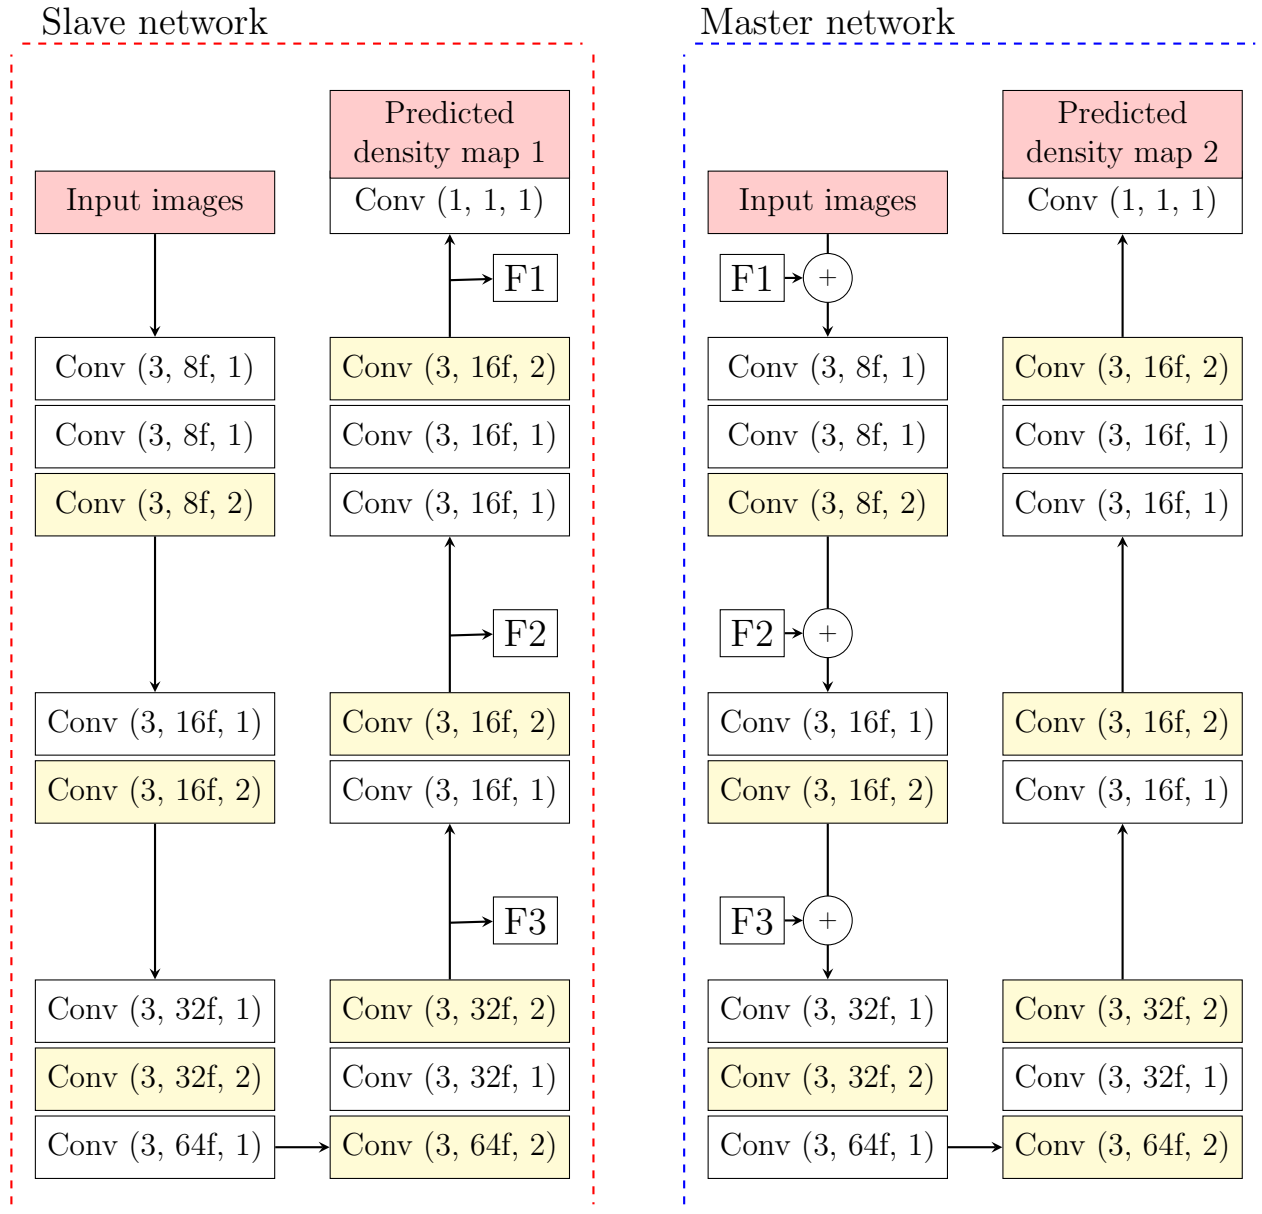 Slave network
Input images
Conv (3, 8f, 1)
Conv (3, 8f, 1)
Conv (3, 8f, 2)
Conv (3, 16f, 1)
Conv (3, 16f, 2)
Conv (3, 32f, 1)
Conv (3, 32f, 2)
Conv (3, 64f, 1)
Predicted
density map 1
Conv (1, 1, 1)
F1
Conv (3, 16f, 2)
Conv (3, 16f, 1)
Conv (3, 16f, 1)
F2
Conv (3, 16f, 2)
Conv (3, 16f, 1)
F3
Conv (3, 32f, 2)
Conv (3, 32f, 1)
Conv (3, 64f, 2)
Master network
Input images
F1 +
Conv (3, 8f, 1)
Conv (3, 8f, 1)
Conv (3, 8f, 2)
F2 +
Conv (3, 16f, 1)
Conv (3, 16f, 2)
F3 +
Conv (3, 32f, 1)
Conv (3, 32f, 2)
Conv (3, 64f, 1)
Predicted
density map 2
Conv (1, 1, 1)
Conv (3, 16f, 2)
Conv (3, 16f, 1)
Conv (3, 16f, 1)
Conv (3, 16f, 2)
Conv (3, 16f, 1)
Conv (3, 32f, 2)
Conv (3, 32f, 1)
Conv (3, 64f, 2)